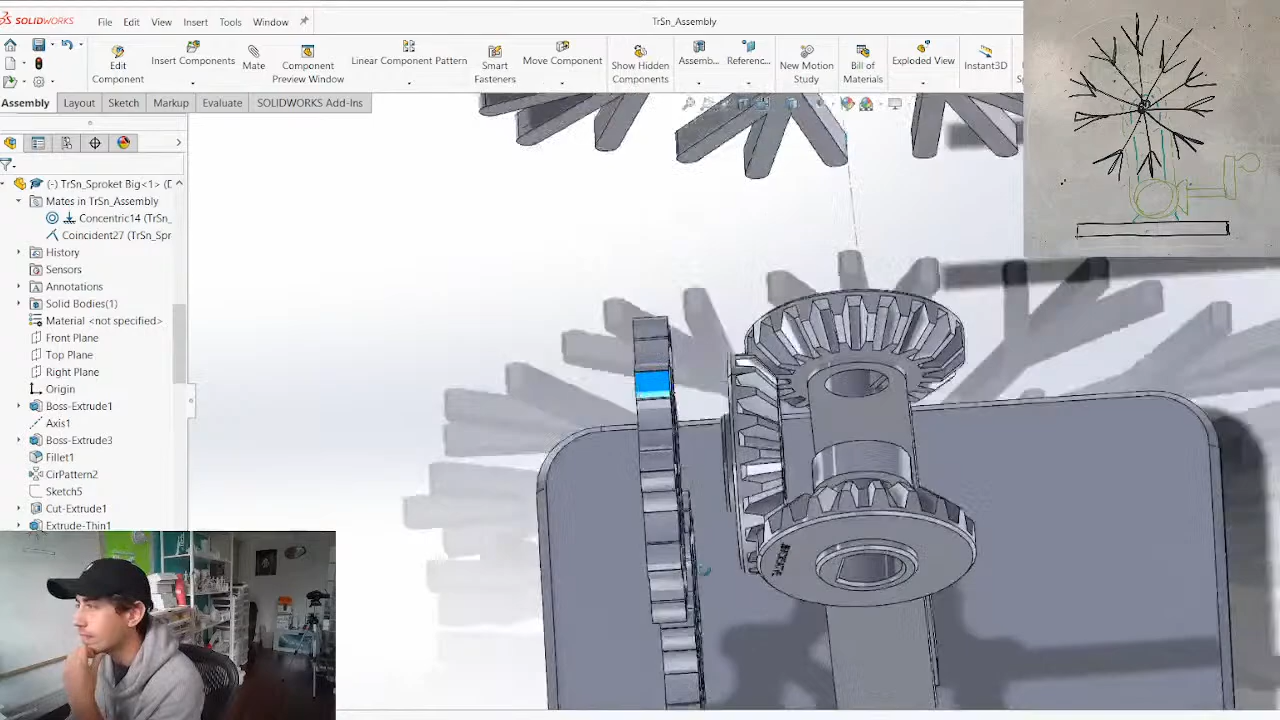 SOLIDWORKS File Edit View Insert Tools Window TrSn_Assembly
Edit Component
Insert Components
Mate
Component Preview Window
Linear Component Pattern
Smart Fasteners
Move Component
Show Hidden Components
Assemb...
Referenc...
New Motion Study
Bill of Materials
Exploded View
Instant3D
Assembly Layout Sketch Markup Evaluate SOLIDWORKS Add-Ins
(-) TrSn_Sproket Big<1> (D
Mates in TrSn_Assembly
Concentric14 (TrSn_
Coincident27 (TrSn_Spr
History
Sensors
Annotations
Solid Bodies(1)
Material <not specified>
Front Plane
Top Plane
Right Plane
Origin
Boss-Extrude1
Axis1
Boss-Extrude3
Fillet1
CirPattern2
Sketch5
Cut-Extrude1
Extrude-Thin1